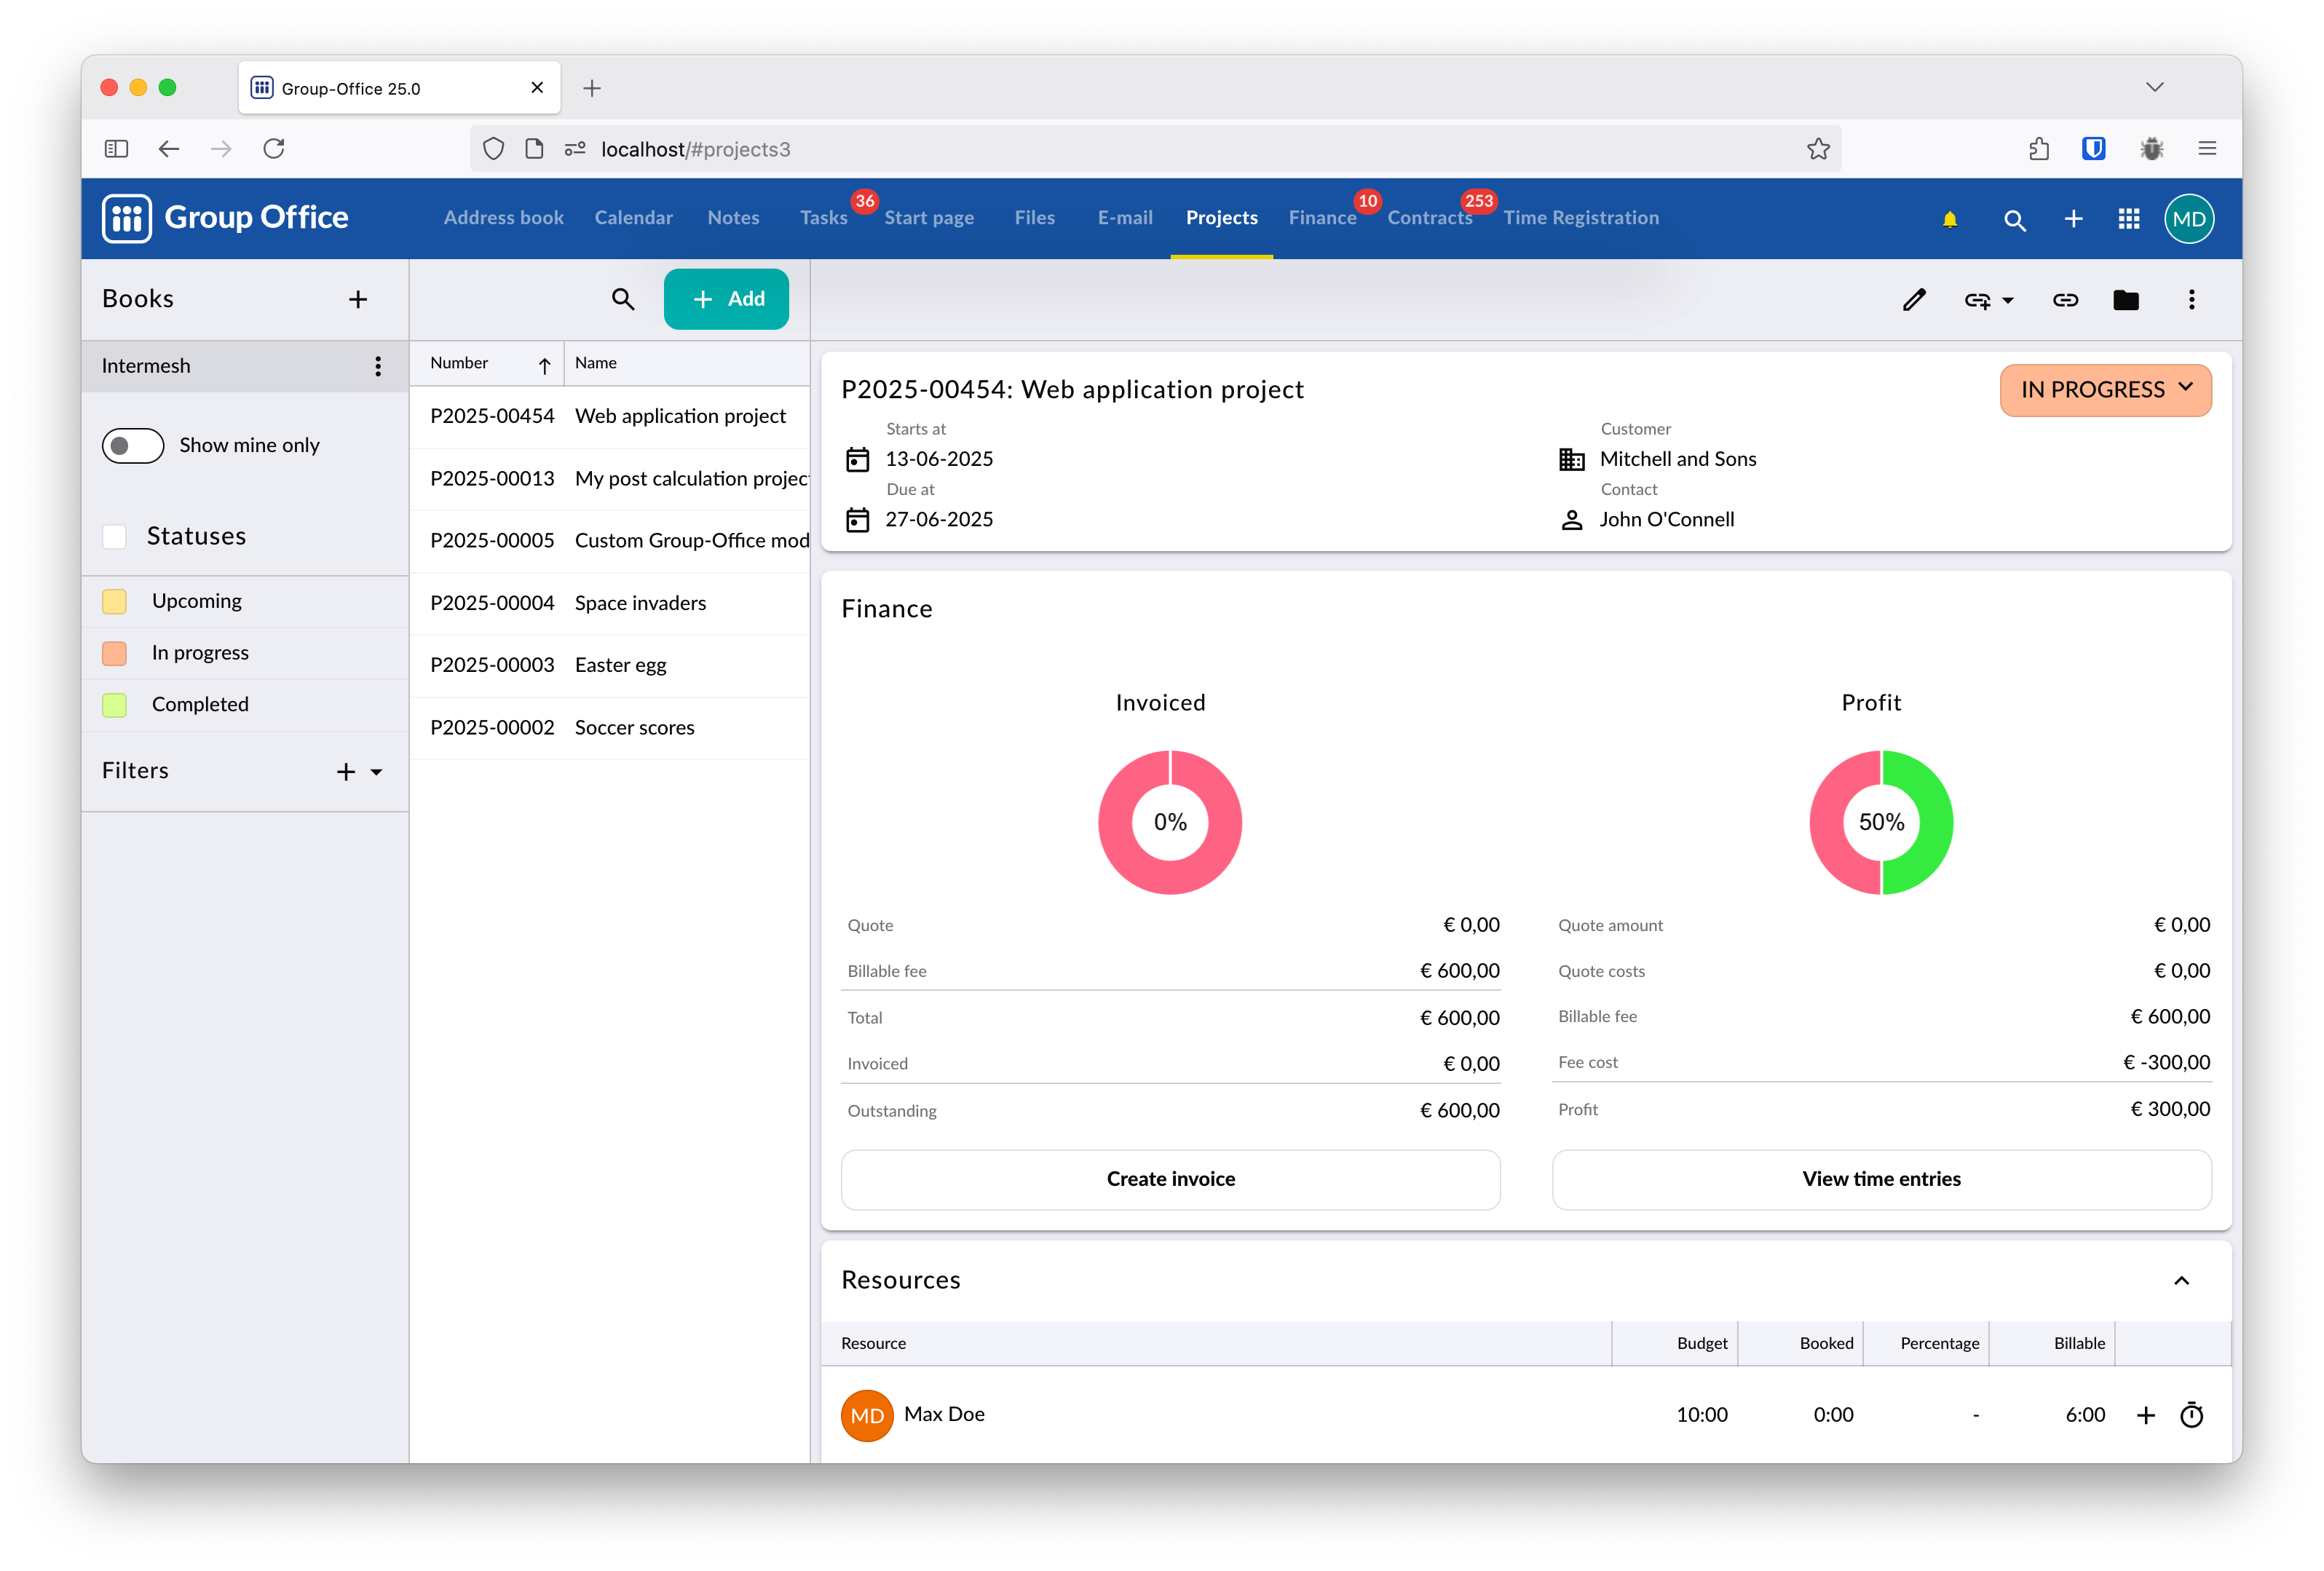 Group-Office 25.0
localhost/#projects3
Group Office
Address book
Calendar
Notes
Tasks
36
Start page
Files
E-mail
Projects
Finance
10
Contracts
253
Time Registration
MD
Books
Intermesh
Show mine only
Statuses
Upcoming
In progress
Completed
Filters
Add
Number Name
P2025-00454 Web application project
P2025-00013 My post calculation projec
P2025-00005 Custom Group-Office mod
P2025-00004 Space invaders
P2025-00003 Easter egg
P2025-00002 Soccer scores
P2025-00454: Web application project
IN PROGRESS
Starts at
13-06-2025
Due at
27-06-2025
Customer
Mitchell and Sons
Contact
John O'Connell
Finance
Invoiced
0%
Quote € 0,00
Billable fee € 600,00
Total € 600,00
Invoiced € 0,00
Outstanding € 600,00
Create invoice
Profit
50%
Quote amount € 0,00
Quote costs € 0,00
Billable fee € 600,00
Fee cost € -300,00
Profit € 300,00
View time entries
Resources
Resource Budget Booked Percentage Billable
MD Max Doe 10:00 0:00 - 6:00